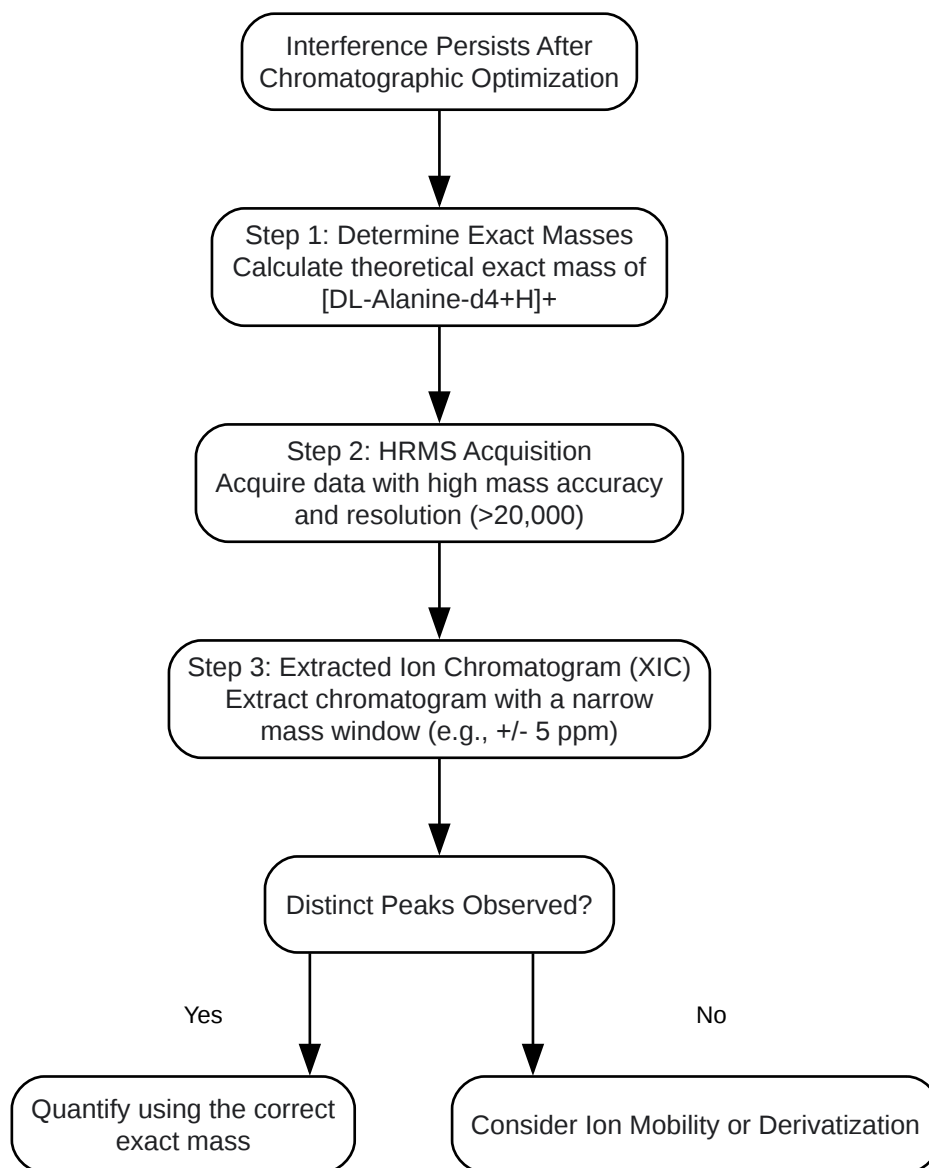 Interference Persists After
Chromatographic Optimization
Step 1: Determine Exact Masses
Calculate theoretical exact mass of
[DL-Alanine-d4+H]+
Step 2: HRMS Acquisition
Acquire data with high mass accuracy
and resolution (>20,000)
Step 3: Extracted Ion Chromatogram (XIC)
Extract chromatogram with a narrow
mass window (e.g., +/- 5 ppm)
Distinct Peaks Observed?
Yes
No
Quantify using the correct
exact mass
Consider Ion Mobility or Derivatization